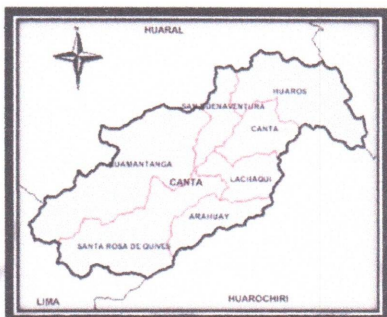 HUARAL
HUAROS
SAN BUENAVENTURA
CANTA
HUAMANTANGA
LACHAQUI
CANTA
ARAHUAY
SANTA ROSA DE QUIVES
LIMA
HUAROCHIRI